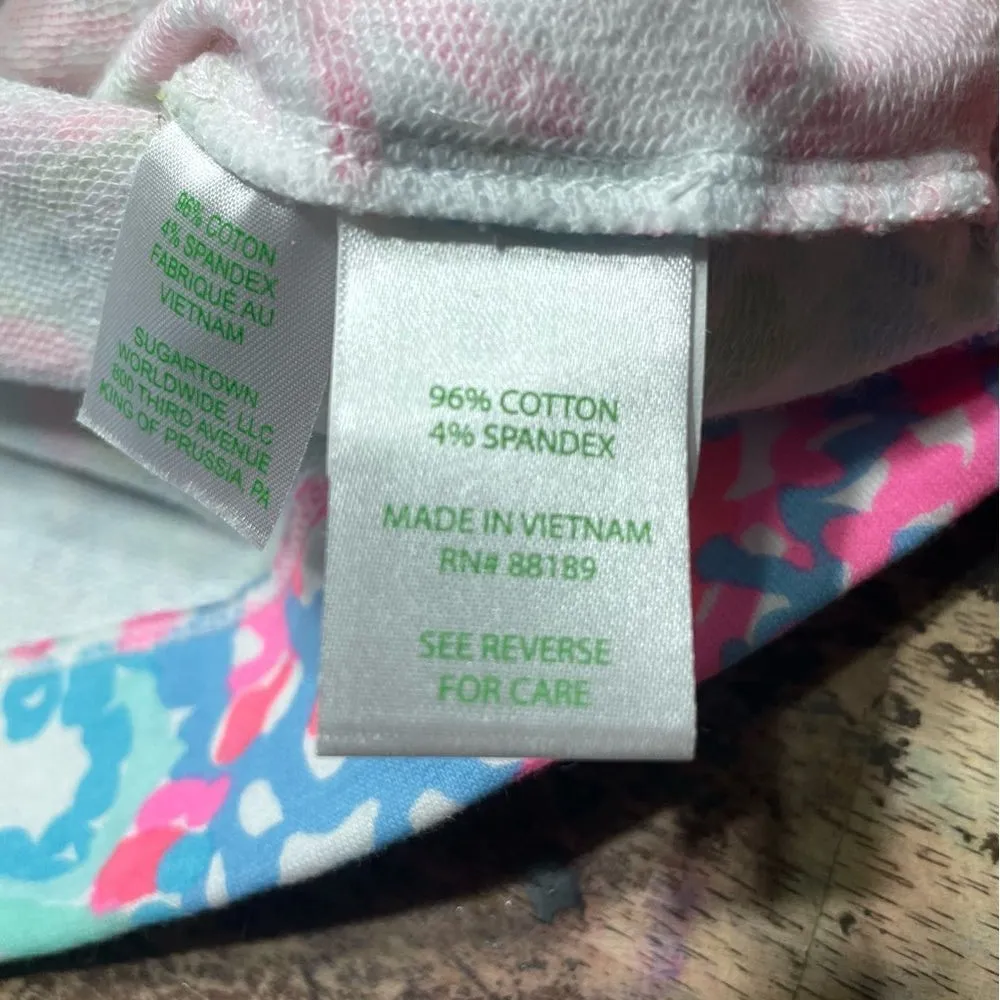 96% COTON
4% SPANDEX
FABRIQUÉ AU
VIETNAM
SUGARTOWN
WORLDWIDE, LLC
800 THIRD AVENUE
KING OF PRUSSIA, PA
96% COTTON
4% SPANDEX
MADE IN VIETNAM
RN# 88189
SEE REVERSE
FOR CARE